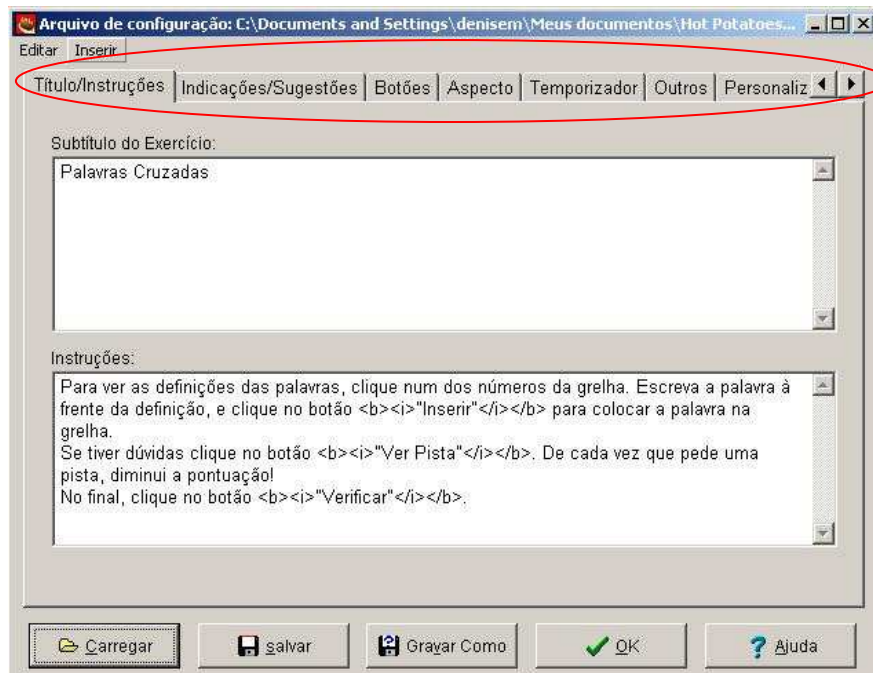 Arquivo de configuração: C:\Documents and Settings\denisem\Meus documentos\Hot Potatoes...
Editar Inserir
Título/Instruções Indicações/Sugestões Botões Aspecto Temporizador Outros Personaliz
Subtítulo do Exercício:
Palavras Cruzadas
Instruções:
Para ver as definições das palavras, clique num dos números da grelha. Escreva a palavra à
frente da definição, e clique no botão <b><i>"Inserir"</i></b> para colocar a palavra na
grelha.
Se tiver dúvidas clique no botão <b><i>"Ver Pista"</i></b>. De cada vez que pede uma
pista, diminui a pontuação!
No final, clique no botão <b><i>"Verificar"</i></b>.
Carregar salvar Gravar Como OK Ajuda